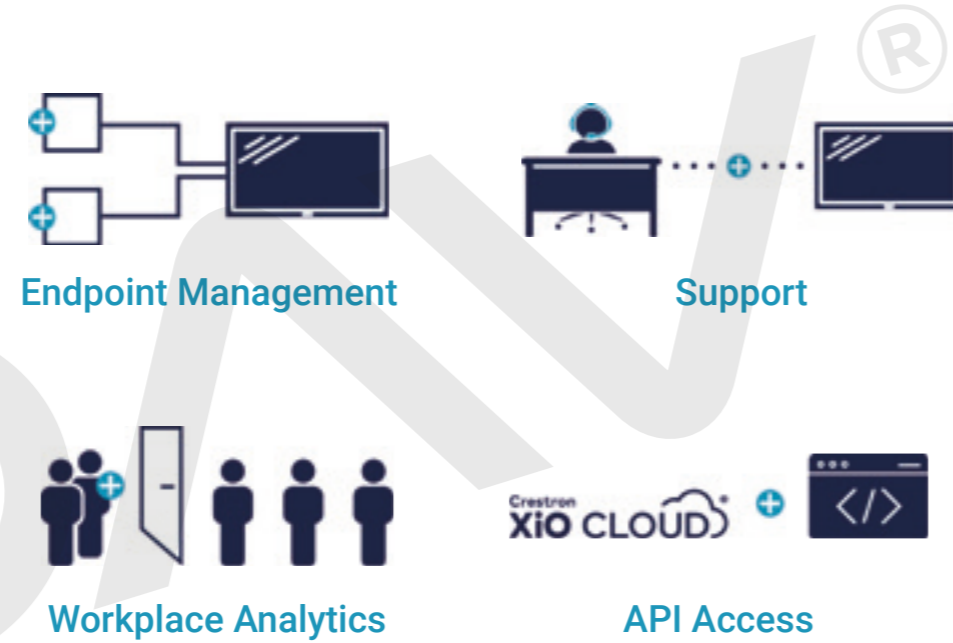 ®
Endpoint Management
Support
Crestron
XiO CLOUD
</>
Workplace Analytics
API Access